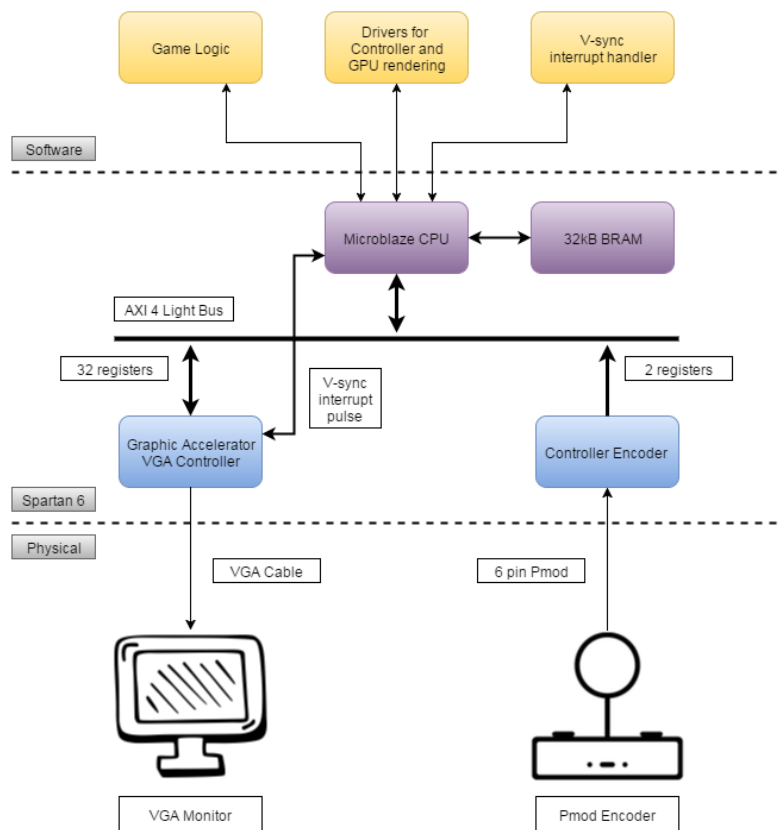 Game Logic
Drivers for
Controller and
GPU rendering
V-sync
interrupt handler
Software
Microblaze CPU
32kB BRAM
AXI 4 Light Bus
32 registers
V-sync
interrupt
pulse
2 registers
Graphic Accelerator
VGA Controller
Controller Encoder
Spartan 6
Physical
VGA Cable
6 pin Pmod
VGA Monitor
Pmod Encoder